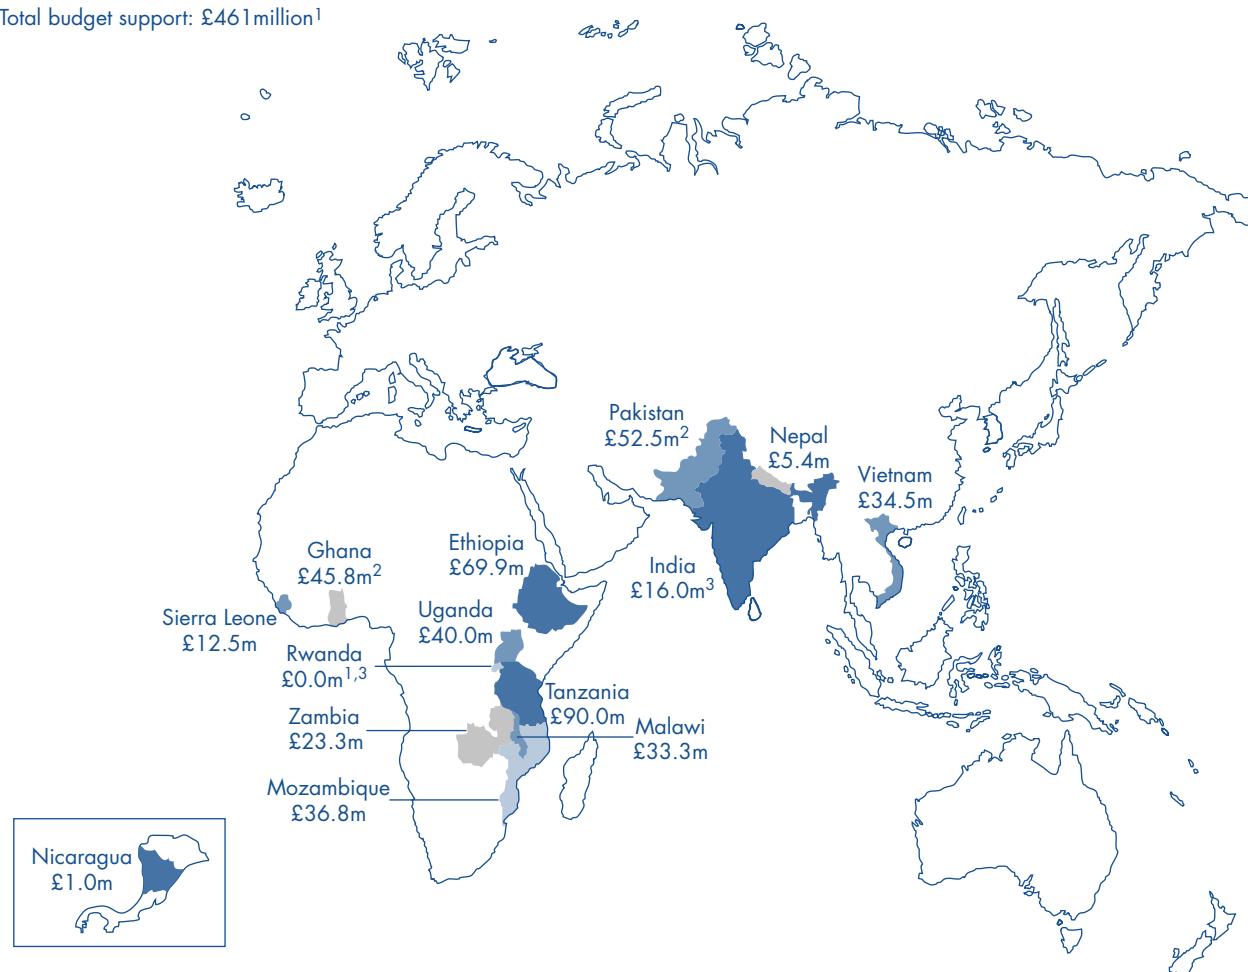 Total budget support: £461million¹
Pakistan
£52.5m²
Nepal
£5.4m
Vietnam
£34.5m
India
£16.0m³
Ghana
£45.8m²
Ethiopia
£69.9m
Sierra Leone
£12.5m
Uganda
£40.0m
Rwanda
£0.0m¹,³
Tanzania
£90.0m
Zambia
£23.3m
Malawi
£33.3m
Mozambique
£36.8m
Nicaragua
£1.0m